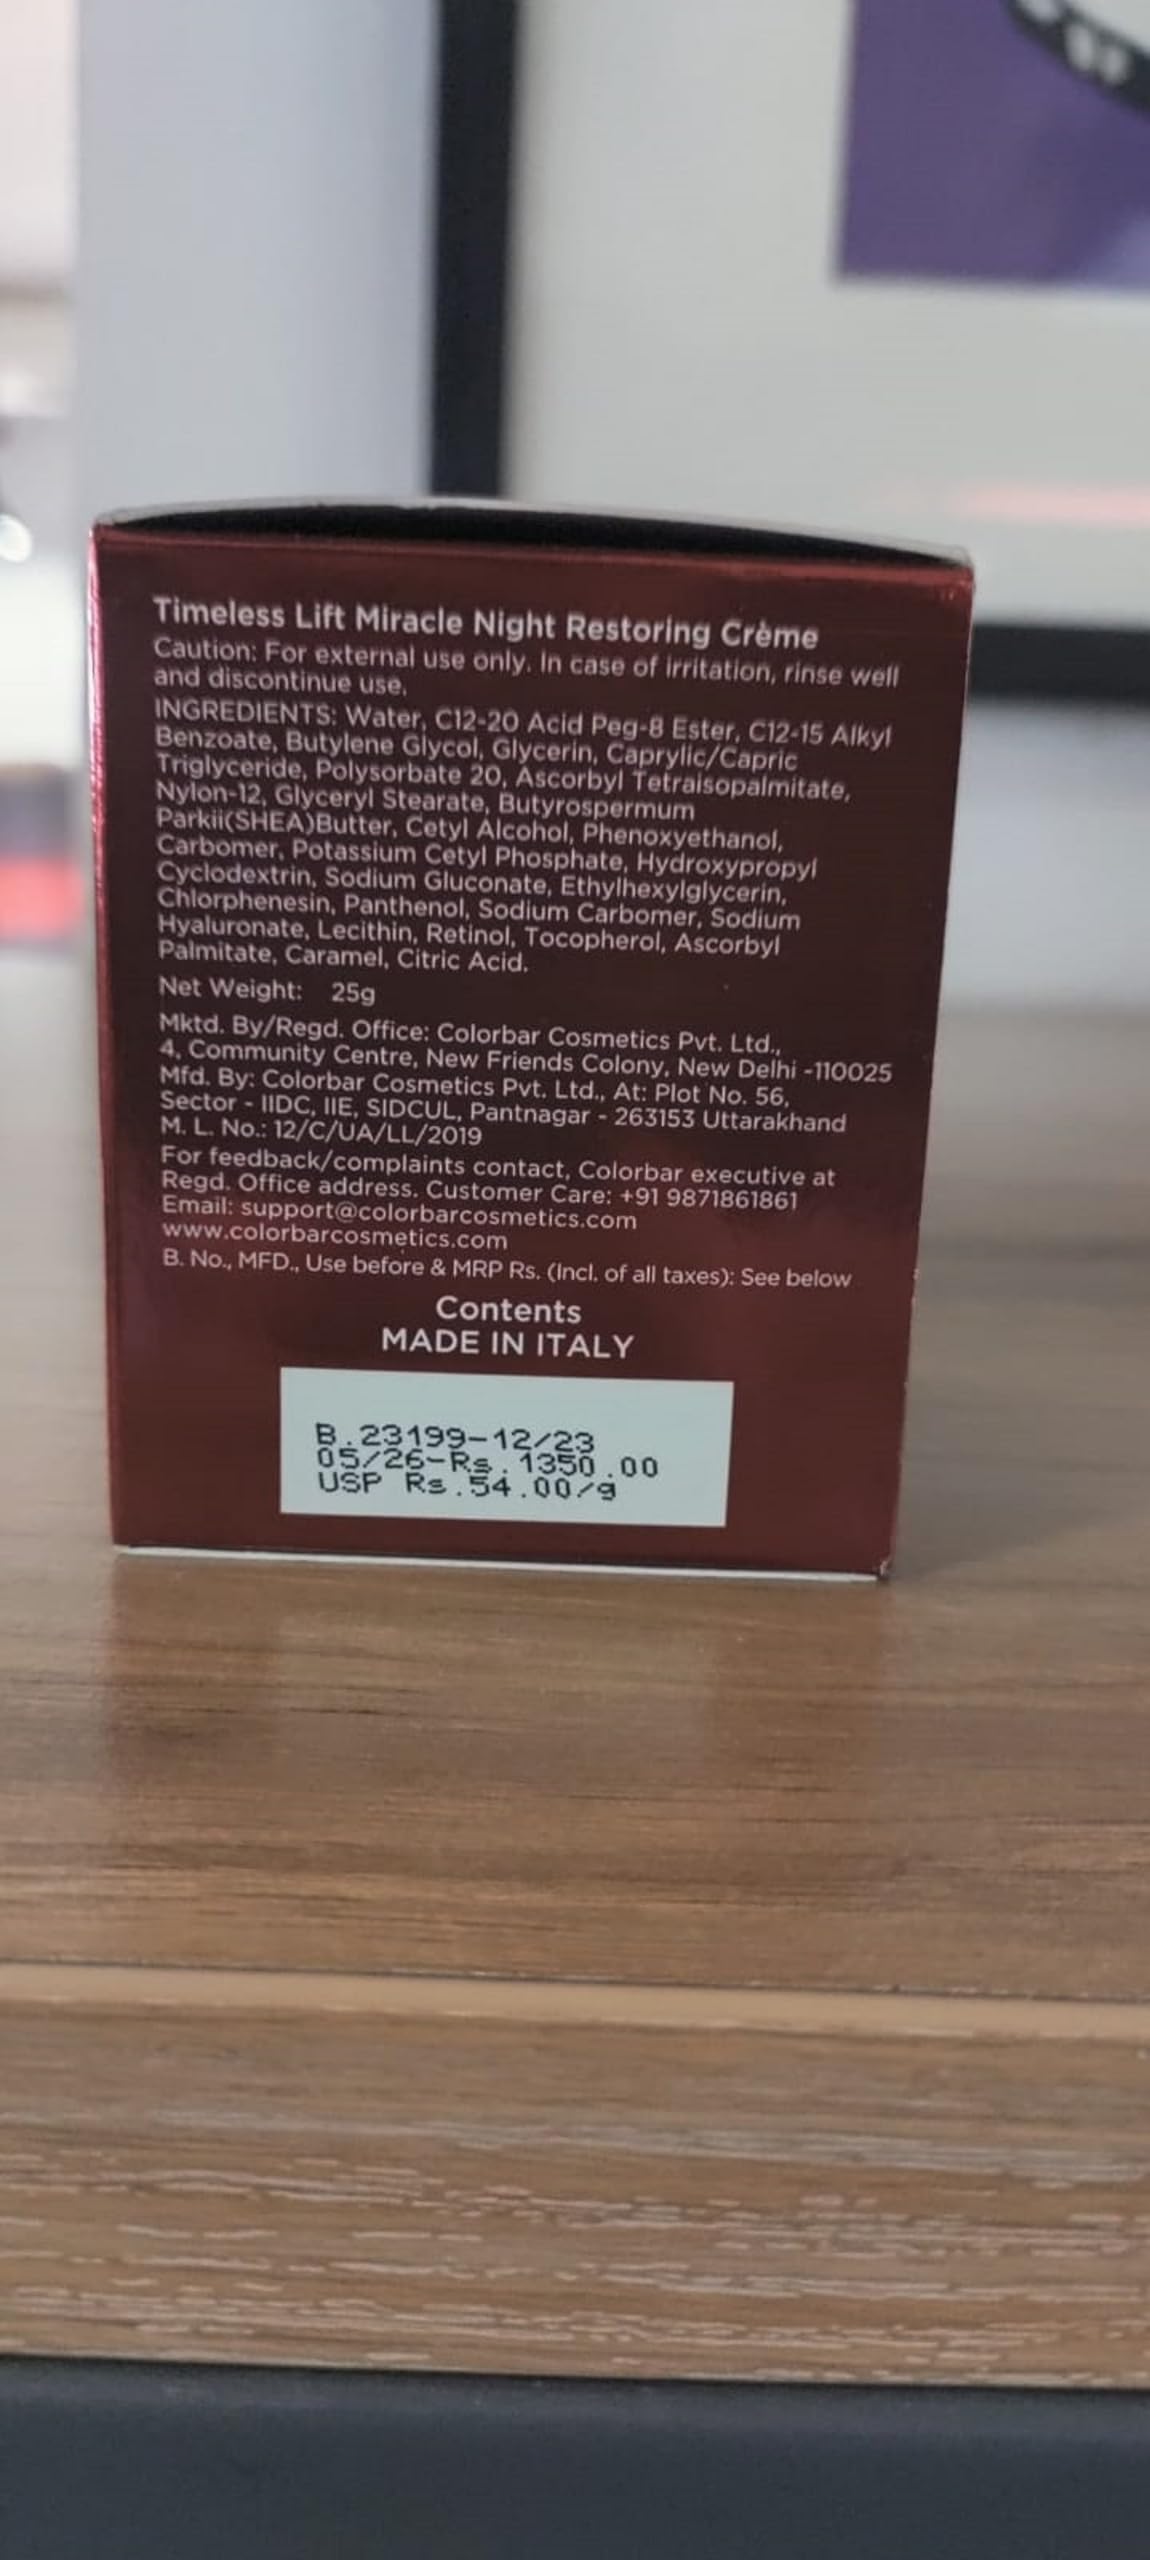 Timeless Lift Miracle Night Restoring Crème
Caution: For external use only. In case of irritation, rinse well
and discontinue use.
INGREDIENTS: Water, C12-20 Acid Peg-8 Ester, C12-15 Alkyl
Benzoate, Butylene Glycol, Glycerin, Caprylic/Capric
Triglyceride, Polysorbate 20, Ascorbyl Tetraisopalmitate,
Nylon-12, Glyceryl Stearate, Butyrospermum
Parkii(SHEA)Butter, Cetyl Alcohol, Phenoxyethanol,
Carbomer, Potassium Cetyl Phosphate, Hydroxypropyl
Cyclodextrin, Sodium Gluconate, Ethylhexylglycerin,
Chlorphenesin, Panthenol, Sodium Carbomer, Sodium
Hyaluronate, Lecithin, Retinol, Tocopherol, Ascorbyl
Palmitate, Caramel, Citric Acid.
Net Weight: 25g
Mktd. By/Regd. Office: Colorbar Cosmetics Pvt. Ltd.,
4, Community Centre, New Friends Colony, New Delhi -110025
Mfd. By: Colorbar Cosmetics Pvt. Ltd., At: Plot No. 56,
Sector - IIDC, IIE, SIDCUL, Pantnagar - 263153 Uttarakhand
M. L. No.: 12/C/UA/LL/2019
For feedback/complaints contact, Colorbar executive at
Regd. Office address. Customer Care: +91 9871861861
Email: support@colorbarcosmetics.com
www.colorbarcosmetics.com
B. No., MFD., Use before & MRP Rs. (Incl. of all taxes): See below
Contents
MADE IN ITALY
B.23199-12/23
05/26-Rs. 1350.00
USP Rs.54.00/g